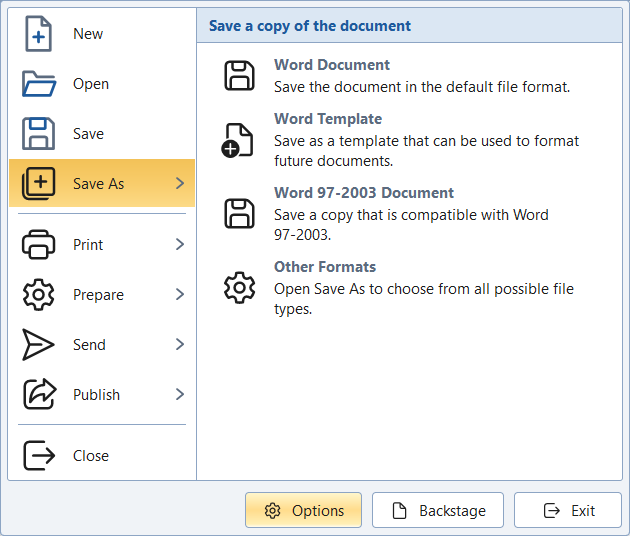 New
Open
Save
Save As
Print
Prepare
Send
Publish
Close
Save a copy of the document
Word Document
Save the document in the default file format.
Word Template
Save as a template that can be used to format
future documents.
Word 97-2003 Document
Save a copy that is compatible with Word
97-2003.
Other Formats
Open Save As to choose from all possible file
types.
Options
Backstage
Exit